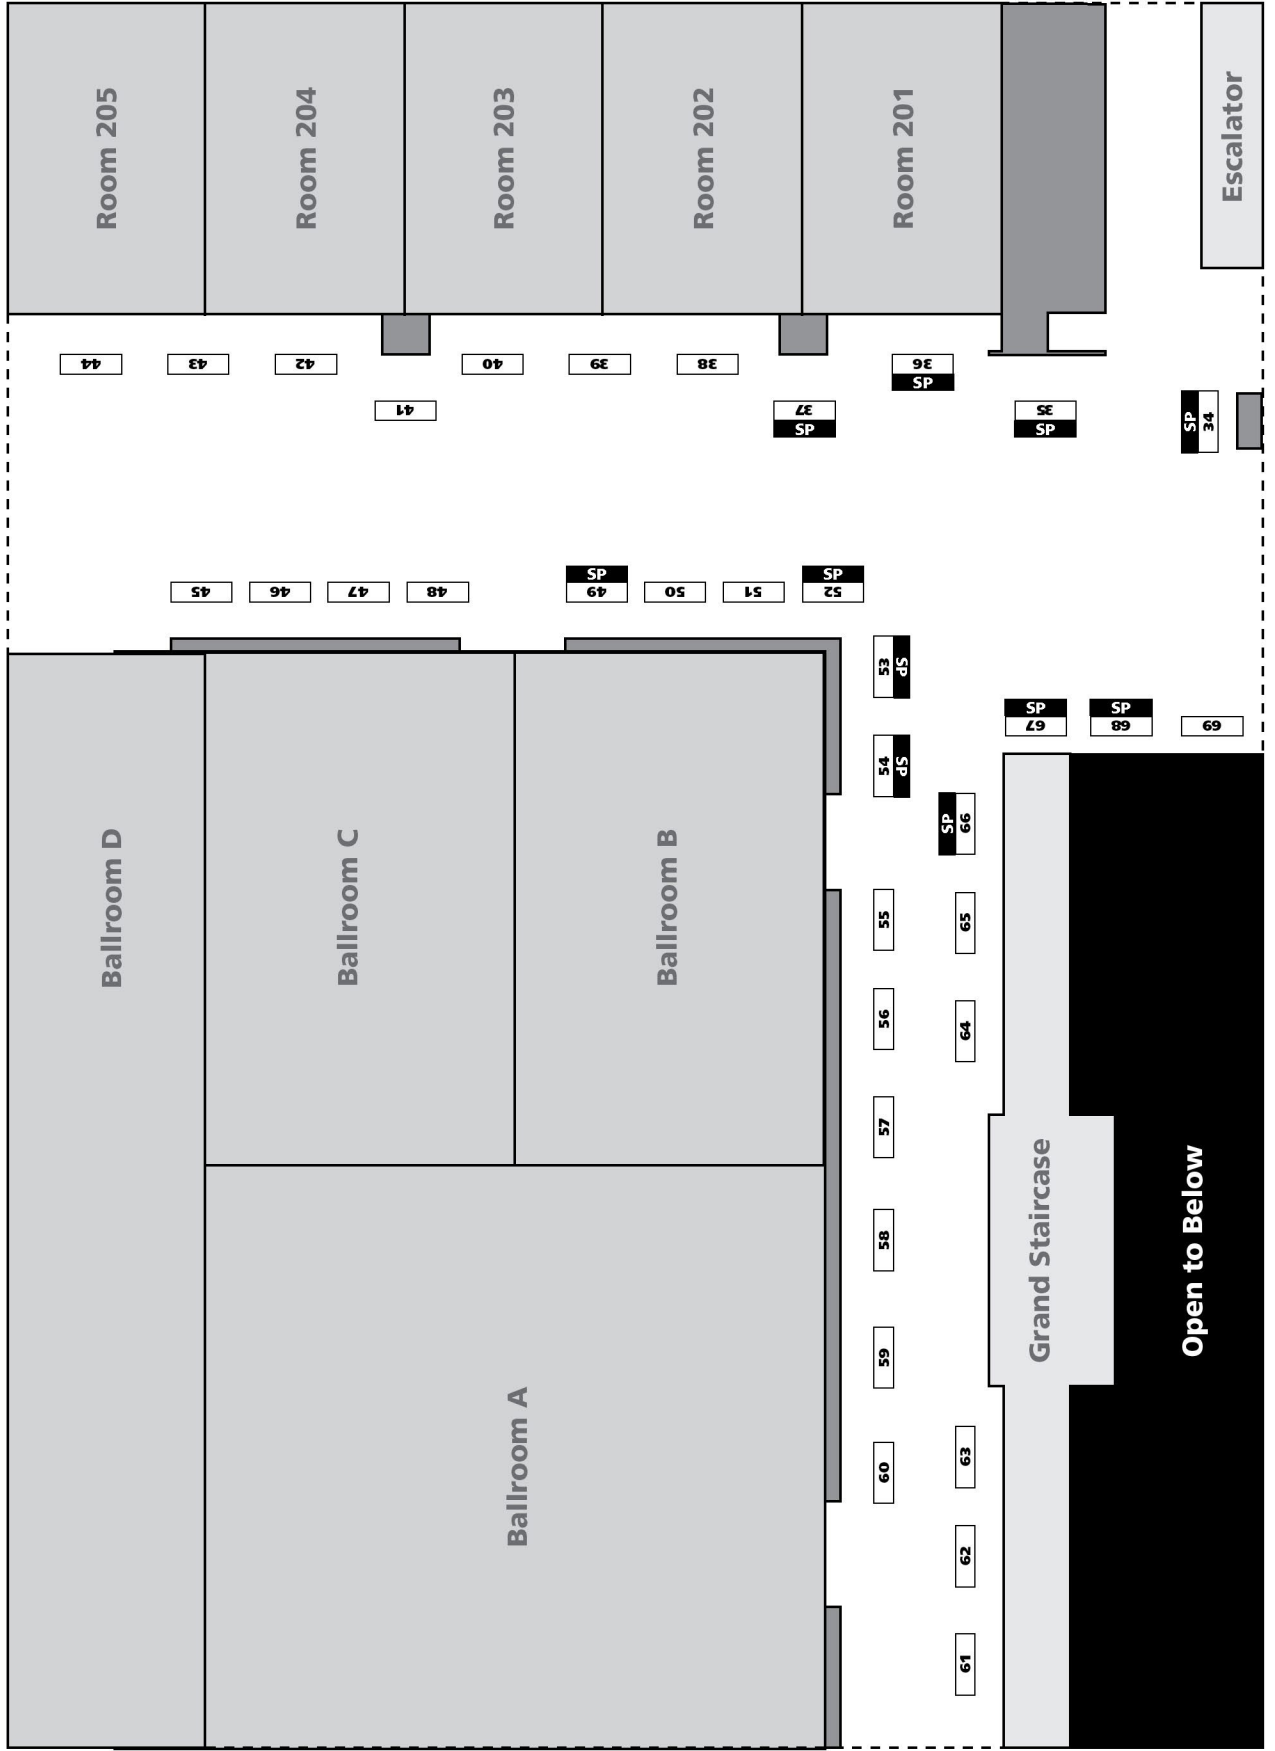 Room 205
Room 204
Room 203
Room 202
Room 201
Escalator
44
43
42
40
39
38
36
SP
41
37
SP
35
SP
SP
34
45
46
47
48
SP
49
50
51
SP
52
53
SP
54
SP
SP
67
SP
68
69
SP
66
55
65
56
64
57
58
59
60
63
62
61
Ballroom D
Ballroom C
Ballroom B
Ballroom A
Grand Staircase
Open to Below